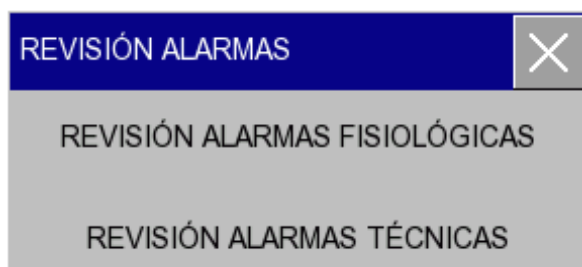 REVISIÓN ALARMAS
REVISIÓN ALARMAS FISIOLÓGICAS
REVISIÓN ALARMAS TÉCNICAS